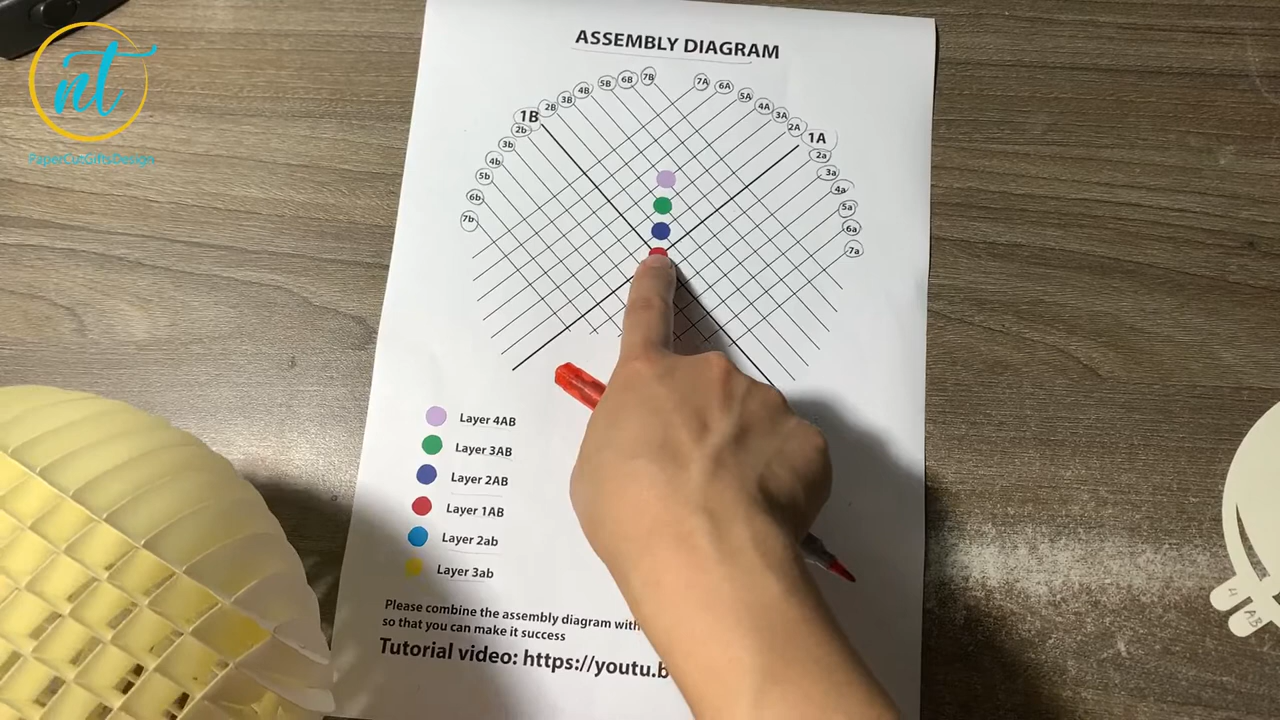 nt
PaperCutGiftsDesign
ASSEMBLY DIAGRAM
7B 7A
6B 6A
5B 5A
4B 4A
3B 3A
2B 2A
1B 1A
2b 2a
3b 3a
4b 4a
5b 5a
6b 6a
7b 7a
Layer 4AB
Layer 3AB
Layer 2AB
Layer 1AB
Layer 2ab
Layer 3ab
Please combine the assembly diagram with
so that you can make it success
Tutorial video: https://youtu.b
4
AB